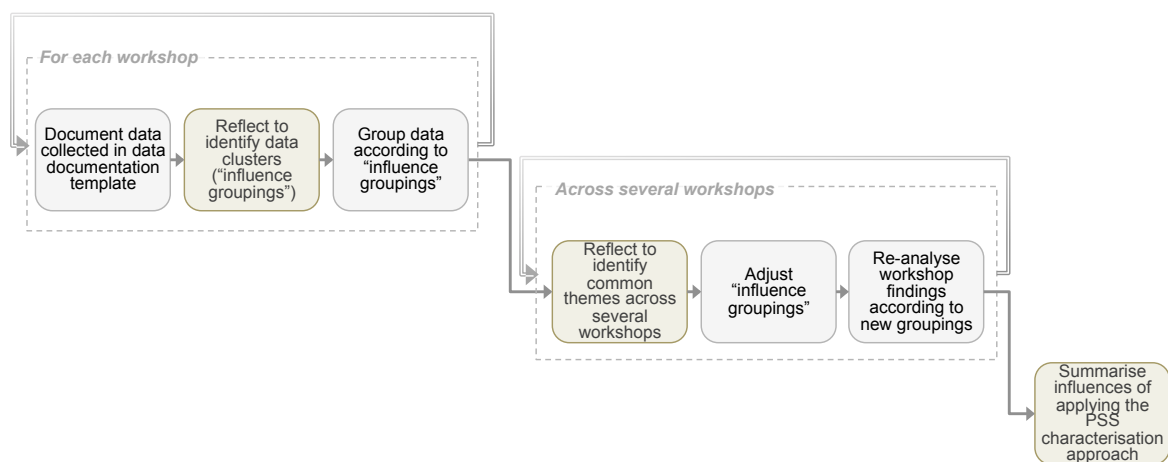 For each workshop
Document data
collected in data
documentation
template
Reflect to
identify data
clusters
(“influence
groupings”)
Group data
according to
“influence
groupings”
Across several workshops
Reflect to
identify
common
themes across
several
workshops
Adjust
“influence
groupings”
Re-analyse
workshop
findings
according to
new groupings
Summarise
influences of
applying the
PSS
characterisation
approach